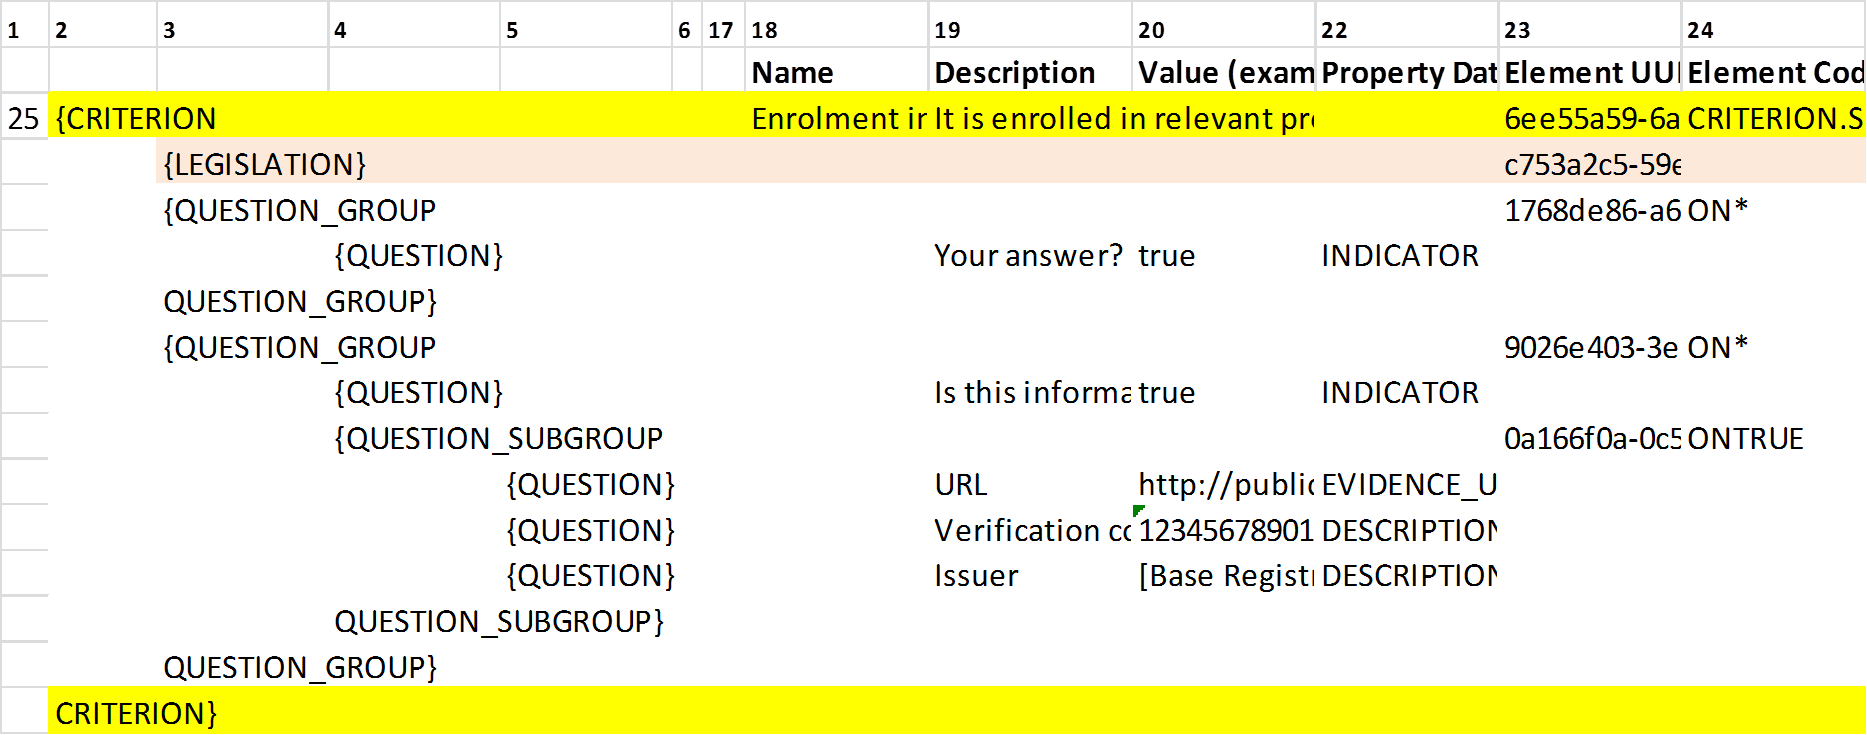 1 2 3 4 5 6 17 18 19 20 22 23 24
Name Description Value (exam Property Dat Element UUI Element Cod
25 {CRITERION Enrolment in It is enrolled in relevant pro 6ee55a59-6a CRITERION.S
{LEGISLATION} c753a2c5-59e
{QUESTION_GROUP 1768de86-a6 ON*
{QUESTION} Your answer? true INDICATOR
QUESTION_GROUP}
{QUESTION_GROUP 9026e403-3e ON*
{QUESTION} Is this informa true INDICATOR
{QUESTION_SUBGROUP 0a166f0a-0c5 ONTRUE
{QUESTION} URL http://public EVIDENCE_U
{QUESTION} Verification co 12345678901 DESCRIPTION
{QUESTION} Issuer [Base Registr DESCRIPTION
QUESTION_SUBGROUP}
QUESTION_GROUP}
CRITERION}